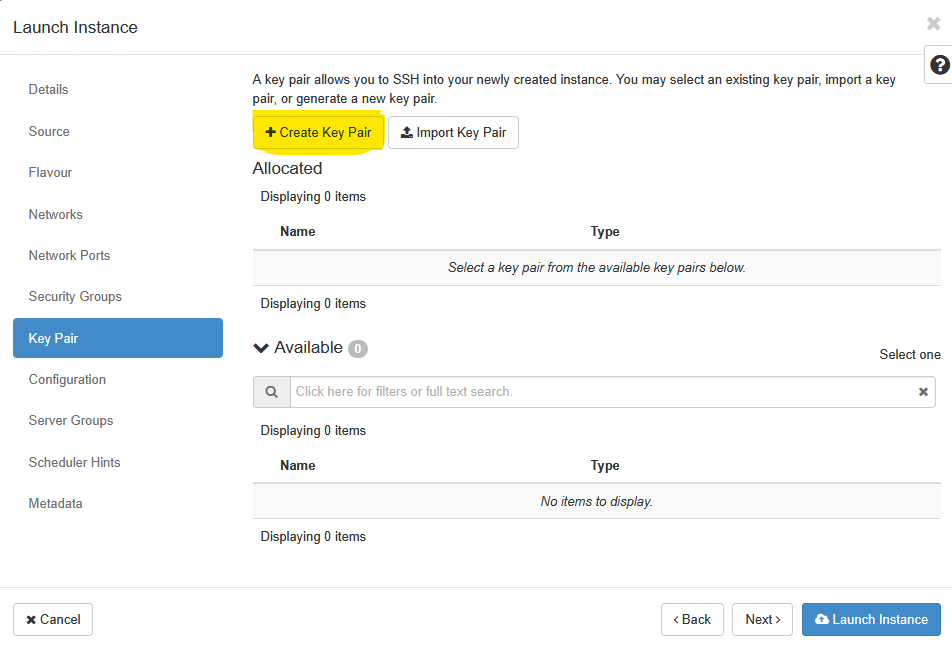 Launch Instance
Details
Source
Flavour
Networks
Network Ports
Security Groups
Key Pair
Configuration
Server Groups
Scheduler Hints
Metadata
A key pair allows you to SSH into your newly created instance. You may select an existing key pair, import a key
pair, or generate a new key pair.
Create Key Pair Import Key Pair
Allocated
Displaying 0 items
Name Type
Select a key pair from the available key pairs below.
Displaying 0 items
Available 0
Select one
Click here for filters or full text search.
Displaying 0 items
Name Type
No items to display.
Displaying 0 items
Cancel ‹ Back Next › Launch Instance